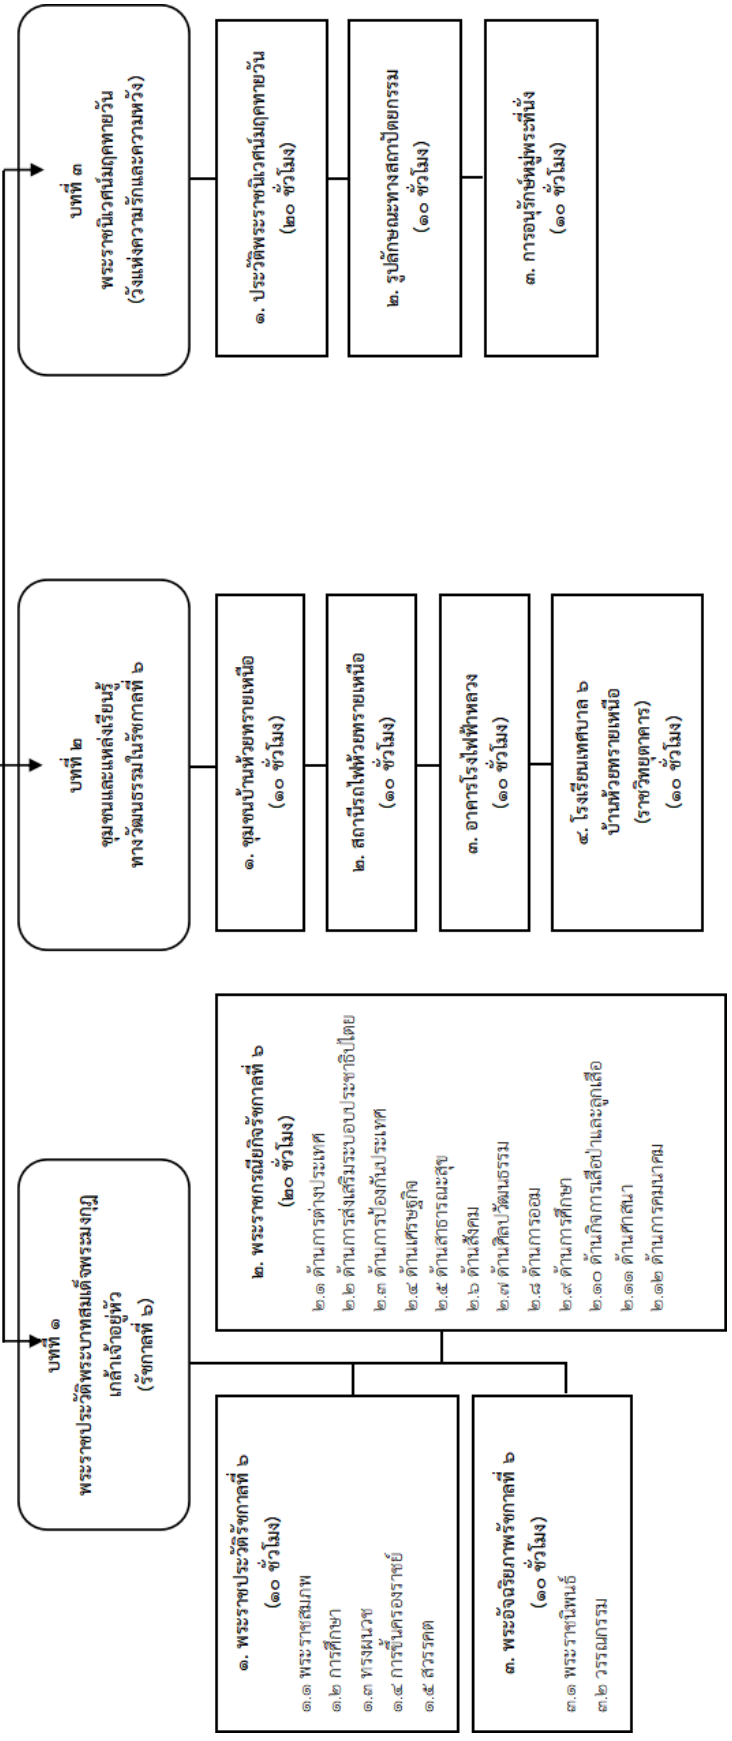 บทที่ ๑
พระราชประวัติพระบาทสมเด็จพระมงกุฎ
เกล้าเจ้าอยู่หัว
(รัชกาลที่ ๖)
๑. พระราชประวัติรัชกาลที่ ๖
(๑๐ ชั่วโมง)
๑.๑ พระราชสมภพ
๑.๒ การศึกษา
๑.๓ ทรงผนวช
๑.๔ การขึ้นครองราชย์
๑.๕ สวรรคต
๒. พระราชกรณียกิจรัชกาลที่ ๖
(๒๐ ชั่วโมง)
๒.๑ ด้านการต่างประเทศ
๒.๒ ด้านการส่งเสริมระบอบประชาธิปไตย
๒.๓ ด้านการป้องกันประเทศ
๒.๔ ด้านเศรษฐกิจ
๒.๕ ด้านสาธารณะสุข
๒.๖ ด้านสังคม
๒.๗ ด้านศิลปวัฒนธรรม
๒.๘ ด้านการออม
๒.๙ ด้านการศึกษา
๒.๑๐ ด้านกิจการเสือป่าและลูกเสือ
๒.๑๑ ด้านศาสนา
๒.๑๒ ด้านการคมนาคม
๓. พระอัจฉริยภาพรัชกาลที่ ๖
(๑๐ ชั่วโมง)
๓.๑ พระราชนิพนธ์
๓.๒ วรรณกรรม
บทที่ ๒
ชุมชนและแหล่งเรียนรู้
ทางวัฒนธรรมในรัชกาลที่ ๖
๑. ชุมชนบ้านห้วยทรายเหนือ
(๑๐ ชั่วโมง)
๒. สถานีรถไฟห้วยทรายเหนือ
(๑๐ ชั่วโมง)
๓. อาคารโรงไฟฟ้าหลวง
(๑๐ ชั่วโมง)
๔. โรงเรียนเทศบาล ๖
บ้านห้วยทรายเหนือ
(ราชวิทยุตาคาร)
(๑๐ ชั่วโมง)
บทที่ ๓
พระราชนิเวศน์มฤคทายวัน
(วังแห่งความรักและความหวัง)
๑. ประวัติพระราชนิเวศน์มฤคทายวัน
(๒๐ ชั่วโมง)
๒. รูปลักษณะทางสถาปัตยกรรม
(๑๐ ชั่วโมง)
๓. การอนุรักษ์หมู่พระที่นั่ง
(๑๐ ชั่วโมง)